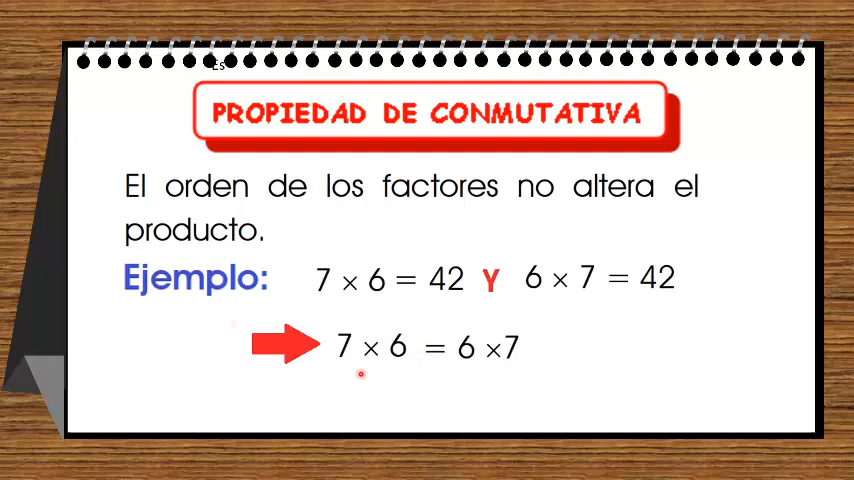 Es
PROPIEDAD DE CONMUTATIVA
El orden de los factores no altera el
producto.
Ejemplo: 7 × 6 = 42 Y 6 × 7 = 42
7 × 6 = 6 ×7